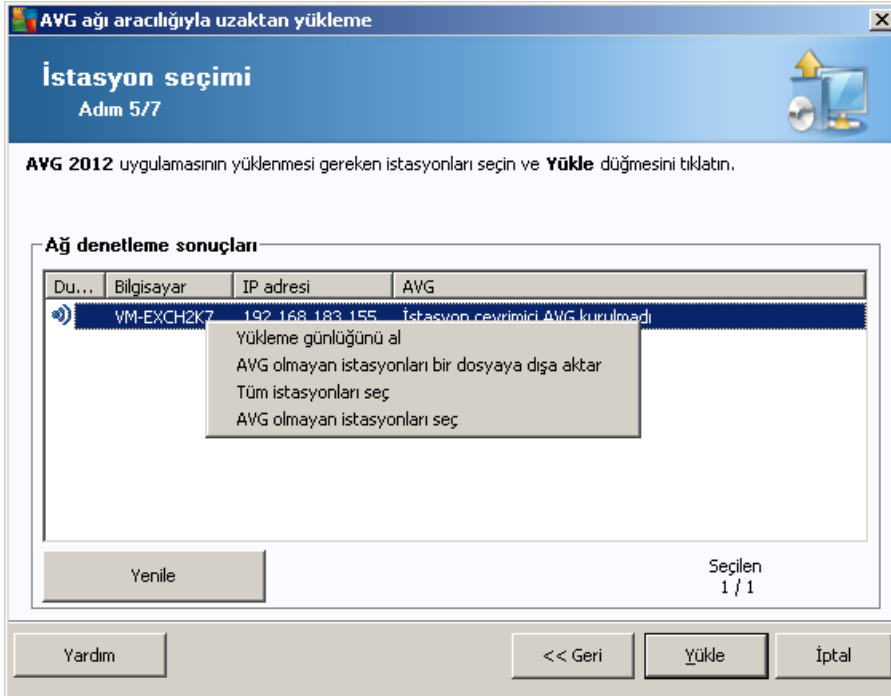 AVG ağı aracılığıyla uzaktan yükleme
İstasyon seçimi
Adım 5/7
AVG 2012 uygulamasının yüklenmesi gereken istasyonları seçin ve Yükle düğmesini tıklatın.
Ağ denetleme sonuçları
Du... Bilgisayar IP adresi AVG
VM-EXCH2K7 192.168.183.155 İstasyon çevrimiçi AVG kurulmadı
Yükleme günlüğünü al
AVG olmayan istasyonları bir dosyaya dışa aktar
Tüm istasyonları seç
AVG olmayan istasyonları seç
Yenile
Seçilen
1 / 1
Yardım << Geri Yükle İptal